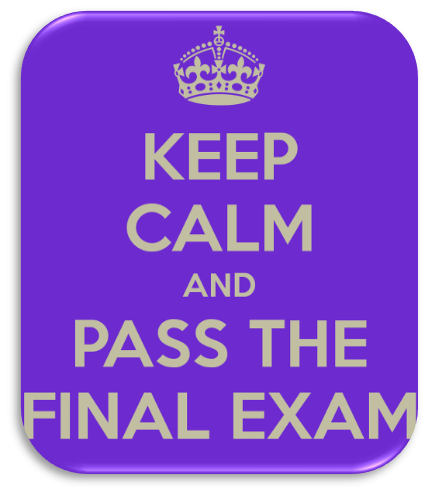 KEEP
CALM
AND
PASS THE
FINAL EXAM